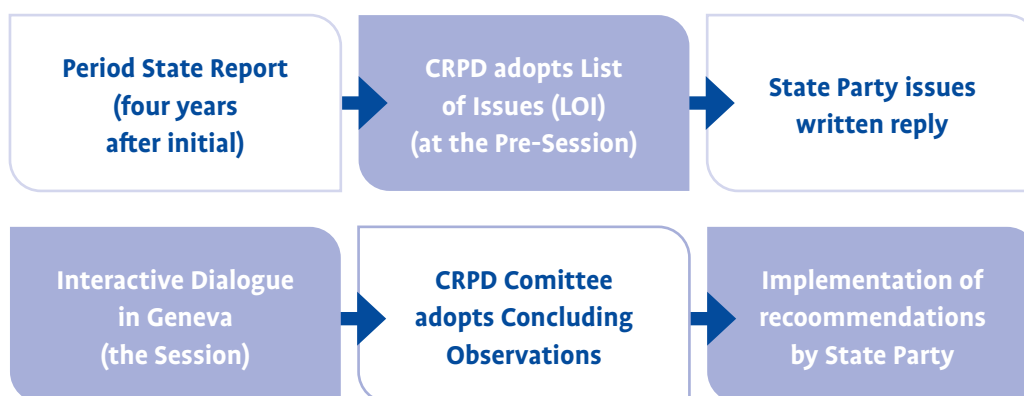 Period State Report
(four years
after initial)
CRPD adopts List
of Issues (LOI)
(at the Pre-Session)
State Party issues
written reply
Interactive Dialogue
in Geneva
(the Session)
CRPD Comittee
adopts Concluding
Observations
Implementation of
recoommendations
by State Party